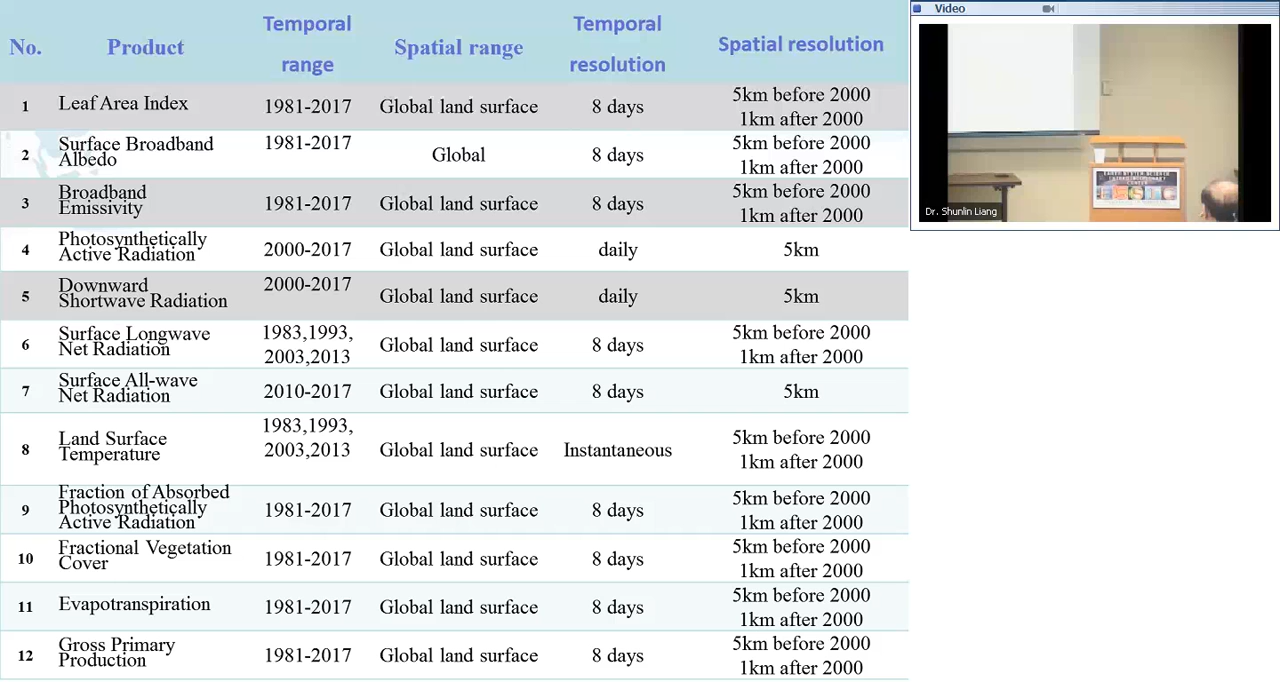 No.
Product
Temporal
range
Spatial range
Temporal
resolution
Spatial resolution
1
Leaf Area Index
1981-2017
Global land surface
8 days
5km before 2000
1km after 2000
2
Surface Broadband
Albedo
1981-2017
Global
8 days
5km before 2000
1km after 2000
3
Broadband
Emissivity
1981-2017
Global land surface
8 days
5km before 2000
1km after 2000
4
Photosynthetically
Active Radiation
2000-2017
Global land surface
daily
5km
5
Downward
Shortwave Radiation
2000-2017
Global land surface
daily
5km
6
Surface Longwave
Net Radiation
1983,1993,
2003,2013
Global land surface
8 days
5km before 2000
1km after 2000
7
Surface All-wave
Net Radiation
2010-2017
Global land surface
8 days
5km
8
Land Surface
Temperature
1983,1993,
2003,2013
Global land surface
Instantaneous
5km before 2000
1km after 2000
9
Fraction of Absorbed
Photosynthetically
Active Radiation
1981-2017
Global land surface
8 days
5km before 2000
1km after 2000
10
Fractional Vegetation
Cover
1981-2017
Global land surface
8 days
5km before 2000
1km after 2000
11
Evapotranspiration
1981-2017
Global land surface
8 days
5km before 2000
1km after 2000
12
Gross Primary
Production
1981-2017
Global land surface
8 days
5km before 2000
1km after 2000
Video
EARTH SYSTEM SCIENCE
INTERDISCIPLINARY
CENTER
Dr. Shunlin Liang